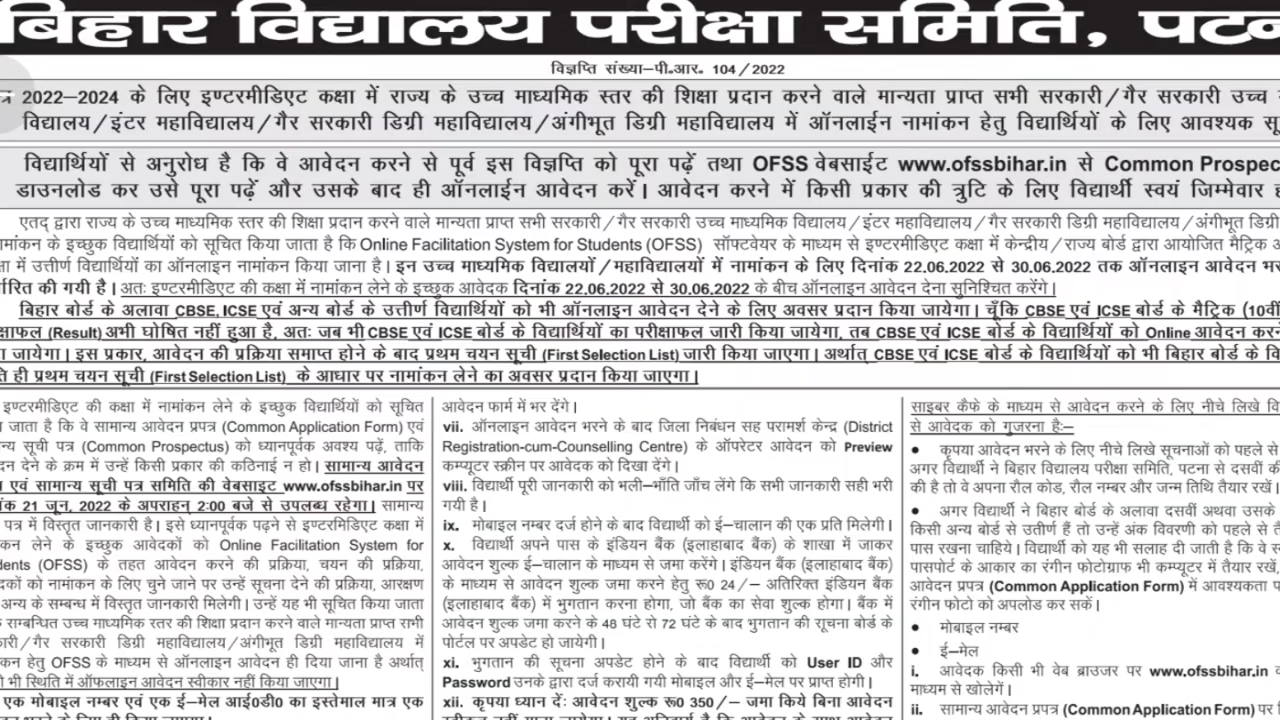 बिहार विद्यालय परीक्षा समिति,
विज्ञप्ति संख्या-पी॰आर॰ 104/2022
2022-2024 के लिए इण्टरमीडिएट कक्षा में राज्य के उच्च माध्यमिक स्तर की शिक्षा प्रदान करने वाले मान्यता प्राप्त सभी सरकारी/गैर सरकारी उच्च
विद्यालय/इंटर महाविद्यालय/गैर सरकारी डिग्री महाविद्यालय/अंगीभूत डिग्री महाविद्यालय में ऑनलाईन नामांकन हेतु विद्यार्थियों के लिए आवश्यक
विद्यार्थियों से अनुरोध है कि वे आवेदन करने से पूर्व इस विज्ञप्ति को पूरा पढ़ें तथा OFSS वेबसाईट www.ofssbihar.in से Common
डाउनलोड कर उसे पूरा पढ़ें और उसके बाद ही ऑनलाईन आवेदन करें। आवेदन करने में किसी प्रकार की त्रुटि के लिए विद्यार्थी स्वयं जिम्मेवार
एतद् द्वारा राज्य के उच्च माध्यमिक स्तर की शिक्षा प्रदान करने वाले मान्यता प्राप्त सभी सरकारी/गैर सरकारी उच्च माध्यमिक विद्यालय/इंटर महाविद्यालय/गैर सरकारी डिग्री महाविद्यालय/अंगीभूत डिग्री
के इच्छुक विद्यार्थियों को सूचित किया जाता है कि Online Facilitation System for Students (OFSS) सॉफ्टवेयर के माध्यम से इण्टरमीडिएट कक्षा में केन्द्रीय/राज्य बोर्ड द्वारा आयोजित मैट्रिक
में उत्तीर्ण विद्यार्थियों का ऑनलाइन नामांकन किया जाना है। इन उच्च माध्यमिक विद्यालयों/महाविद्यालयों में नामांकन के लिए दिनांक 22.06.2022 से 30.06.2022 तक ऑनलाइन आवेदन
की गयी है। अतः इण्टरमीडिएट की कक्षा में नामांकन लेने के इच्छुक आवेदक दिनांक 22.06.2022 से 30.06.2022 के बीच ऑनलाइन आवेदन देना सुनिश्चित करेंगे।
बिहार बोर्ड के अलावा CBSE, ICSE एवं अन्य बोर्ड के उत्तीर्ण विद्यार्थियों को भी ऑनलाइन आवेदन देने के लिए अवसर प्रदान किया जायेगा। चूँकि CBSE एवं ICSE बोर्ड के मैट्रिक (10वीं
(Result) अभी घोषित नहीं हुआ है, अतः जब भी CBSE एवं ICSE बोर्ड के विद्यार्थियों का परीक्षाफल जारी किया जायेगा, तब CBSE एवं ICSE बोर्ड के विद्यार्थियों को Online आवेदन
जायेगा। इस प्रकार, आवेदन की प्रक्रिया समाप्त होने के बाद प्रथम चयन सूची (First Selection List) जारी किया जाएगा। अर्थात् CBSE एवं ICSE बोर्ड के विद्यार्थियों को भी बिहार बोर्ड के
ही प्रथम चयन सूची (First Selection List) के आधार पर नामांकन लेने का अवसर प्रदान किया जाएगा।
इण्टरमीडिएट की कक्षा में नामांकन लेने के इच्छुक विद्यार्थियों को सूचित
जाता है कि वे सामान्य आवेदन प्रपत्र (Common Application Form) एवं
सूची पत्र (Common Prospectus) को ध्यानपूर्वक अवश्य पढ़ें, ताकि
देने के क्रम में उन्हें किसी प्रकार की कठिनाई न हो। सामान्य आवेदन
एवं सामान्य सूची पत्र समिति की वेबसाइट www.ofssbihar.in पर
21 जून, 2022 के अपराहन् 2:00 बजे से उपलब्ध रहेगा। सामान्य
पत्र में विस्तृत जानकारी है। इसे ध्यानपूर्वक पढ़ने से इण्टरमीडिएट कक्षा में
लेने के इच्छुक आवेदकों को Online Facilitation System for
(OFSS) के तहत आवेदन करने की प्रक्रिया, चयन की प्रक्रिया,
को नामांकन के लिए चुने जाने पर उन्हें सूचना देने की प्रक्रिया, आरक्षण
अन्य के सम्बन्ध में विस्तृत जानकारी मिलेगी। उन्हें यह भी सूचित किया जाता
सम्बन्धित उच्च माध्यमिक स्तर की शिक्षा प्रदान करने वाले मान्यता प्राप्त सभी
गैर सरकारी डिग्री महाविद्यालय/अंगीभूत डिग्री महाविद्यालय में
हेतु OFSS के माध्यम से ऑनलाइन आवेदन ही दिया जाना है अर्थात्
भी स्थिति में ऑफलाइन आवेदन स्वीकार नहीं किया जाएगा।
एक मोबाइल नम्बर एवं एक ई-मेल आई0डी0 का इस्तेमाल मात्र एक
आवेदन फार्म में भर देंगे।
vii. ऑनलाइन आवेदन भरने के बाद जिला निबंधन सह परामर्श केन्द्र (District
Registration-cum-Counselling Centre) के ऑपरेटर आवेदन को Preview
कम्प्यूटर स्क्रीन पर आवेदक को दिखा देंगे।
viii. विद्यार्थी पूरी जानकारी को भली-भाँति जाँच लेंगे कि सभी जानकारी सही भरी
गयी है।
ix. मोबाइल नम्बर दर्ज होने के बाद विद्यार्थी को ई-चालान की एक प्रति मिलेगी।
x. विद्यार्थी अपने पास के इंडियन बैंक (इलाहाबाद बैंक) के शाखा में जाकर
आवेदन शुल्क ई-चालान के माध्यम से जमा करेंगे। इंडियन बैंक (इलाहाबाद बैंक)
के माध्यम से आवेदन शुल्क जमा करने हेतु रू0 24/- अतिरिक्त इंडियन बैंक
(इलाहाबाद बैंक) में भुगतान करना होगा, जो बैंक का सेवा शुल्क होगा। बैंक में
आवेदन शुल्क जमा करने के 48 घंटे से 72 घंटे के बाद भुगतान की सूचना बोर्ड के
पोर्टल पर अपडेट हो जायेगी।
xi. भुगतान की सूचना अपडेट होने के बाद विद्यार्थी को User ID और
Password उनके द्वारा दर्ज करायी गयी मोबाइल और ई-मेल पर प्राप्त होगी।
xii. कृपया ध्यान दें: आवेदन शुल्क रू0 350/- जमा किये बिना आवेदन
साइबर कैफे के माध्यम से आवेदन करने के लिए नीचे लिखे
से आवेदक को गुजरना है:-
● कृपया आवेदन भरने के लिए नीचे लिखे सूचनाओं को पहले से
अगर विद्यार्थी ने बिहार विद्यालय परीक्षा समिति, पटना से दसवीं की
की है तो वे अपना रौल कोड, रौल नम्बर और जन्म तिथि तैयार रखें।
● अगर विद्यार्थी ने बिहार बोर्ड के अलावा दसवीं अथवा उसके
किसी अन्य बोर्ड से उतीर्ण हैं तो उन्हें अंक विवरणी को पहले से
पास रखना चाहिये। विद्यार्थी को यह भी सलाह दी जाती है कि वे
पासपोर्ट के आकार का रंगीन फोटोग्राफ भी कम्प्यूटर में तैयार रखें,
आवेदन प्रपत्र (Common Application Form) में आवश्यकता
रंगीन फोटो को अपलोड कर सकें।
● मोबाइल नम्बर
● ई-मेल
i. आवेदक किसी भी वेब ब्राउजर पर www.ofssbihar.in
माध्यम से खोलेगें।
ii. सामान्य आवेदन प्रपत्र (Common Application Form) पर